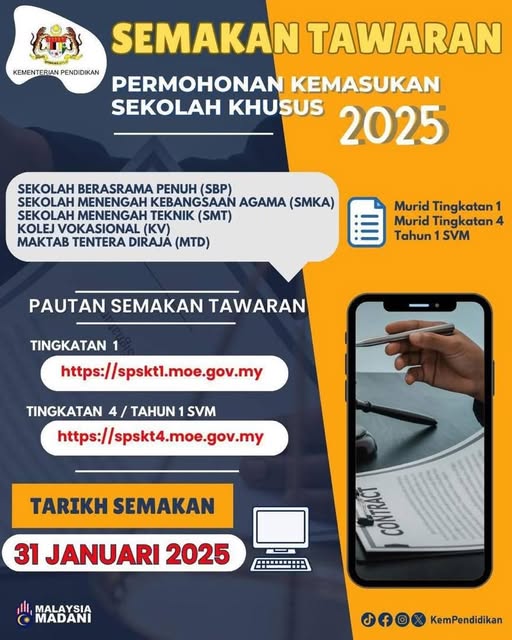 KEMENTERIAN PENDIDIKAN
SEMAKAN TAWARAN
PERMOHONAN KEMASUKAN
SEKOLAH KHUSUS
2025
SEKOLAH BERASRAMA PENUH (SBP)
SEKOLAH MENENGAH KEBANGSAAN AGAMA (SMKA)
SEKOLAH MENENGAH TEKNIK (SMT)
KOLEJ VOKASIONAL (KV)
MAKTAB TENTERA DIRAJA (MTD)
Murid Tingkatan 1
Murid Tingkatan 4
Tahun 1 SVM
PAUTAN SEMAKAN TAWARAN
TINGKATAN 1
https://spskt1.moe.gov.my
TINGKATAN 4 / TAHUN 1 SVM
https://spskt4.moe.gov.my
CONTRACT
TARIKH SEMAKAN
31 JANUARI 2025
MALAYSIA
MADANI
KemPendidikan